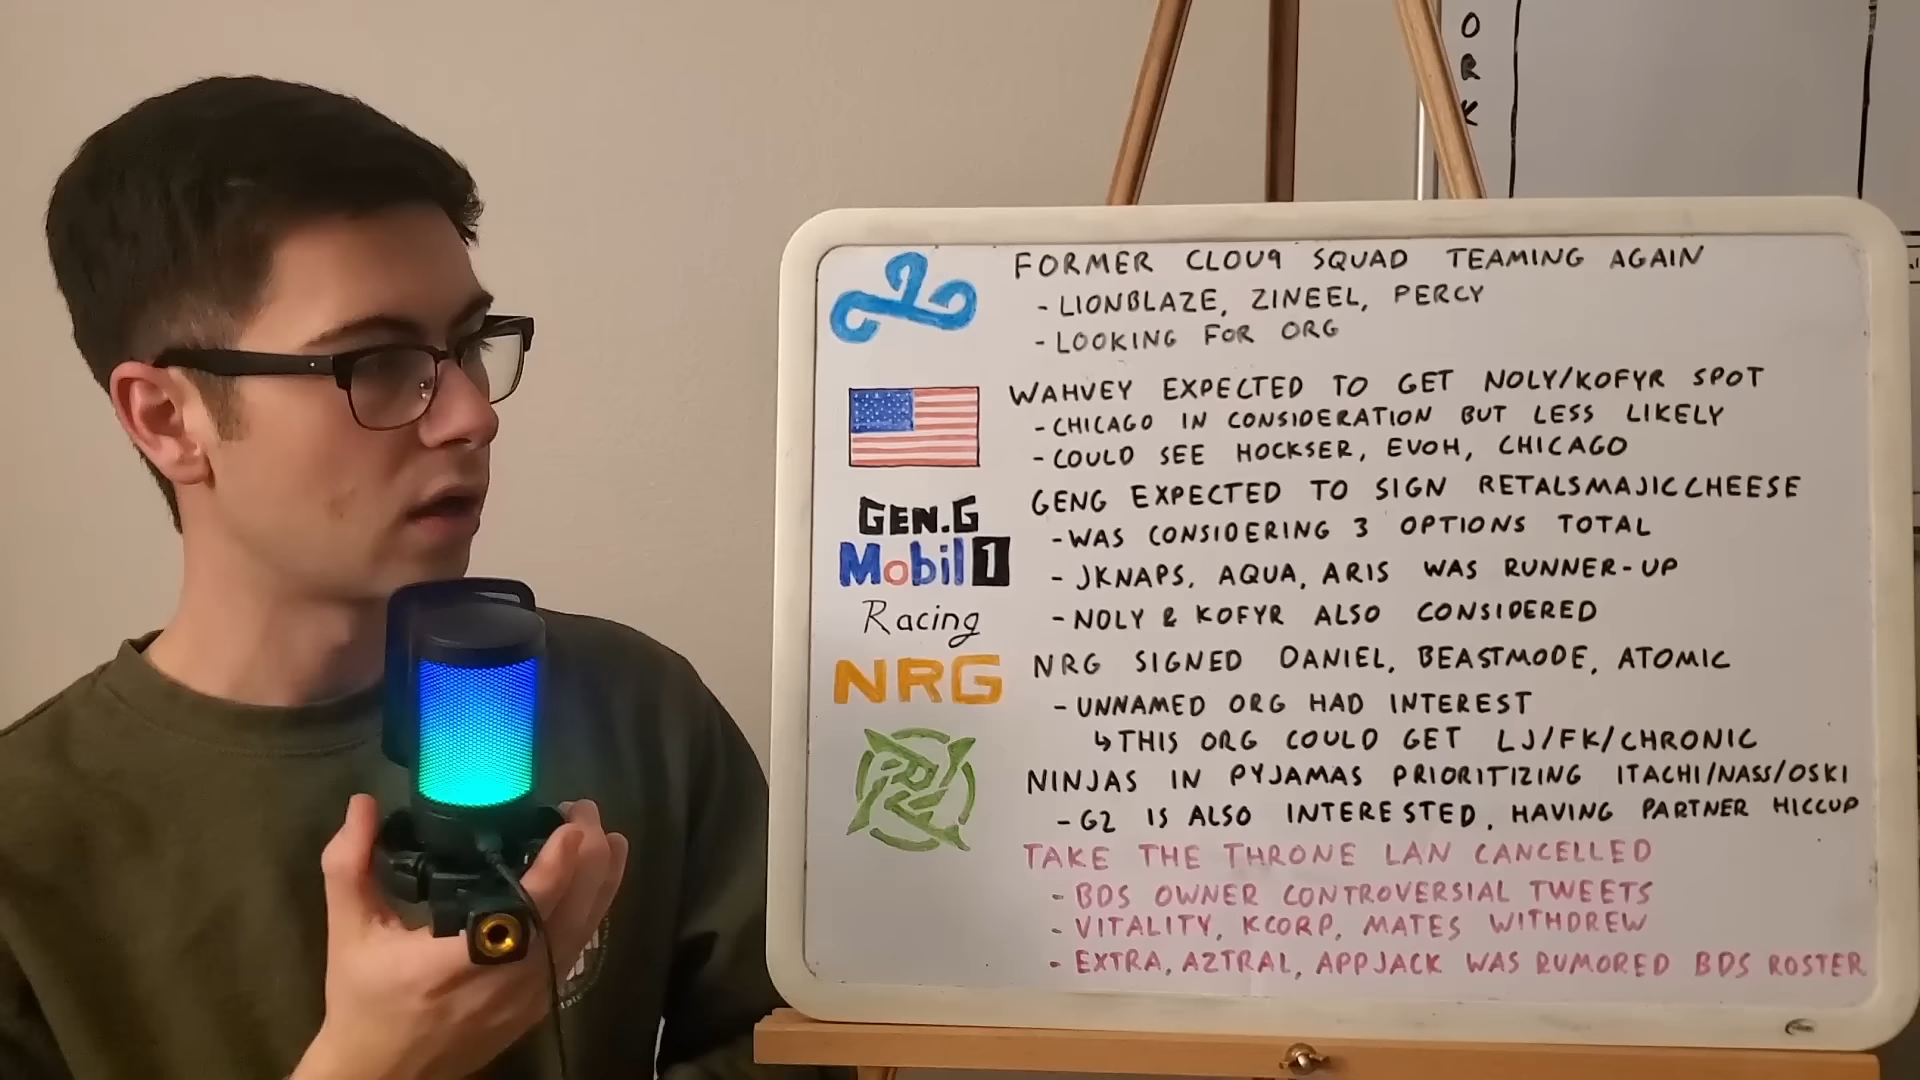 O
R
K
FORMER CLOU9 SQUAD TEAMING AGAIN
- LIONBLAZE, ZINEEL, PERCY
- LOOKING FOR ORG
WAHVEY EXPECTED TO GET NOLY/KOFYR SPOT
- CHICAGO IN CONSIDERATION BUT LESS LIKELY
- COULD SEE HOCKSER, EVOH, CHICAGO
GEN.G
Mobil 1
Racing
GENG EXPECTED TO SIGN RETALSMAJICCHEESE
- WAS CONSIDERING 3 OPTIONS TOTAL
- JKNAPS, AQUA, ARIS WAS RUNNER-UP
- NOLY & KOFYR ALSO CONSIDERED
NRG
NRG SIGNED DANIEL, BEASTMODE, ATOMIC
- UNNAMED ORG HAD INTEREST
↳ THIS ORG COULD GET LJ/FK/CHRONIC
NINJAS IN PYJAMAS PRIORITIZING ITACHI/NASS/OSKI
- G2 IS ALSO INTERESTED, HAVING PARTNER HICCUP
TAKE THE THRONE LAN CANCELLED
- BDS OWNER CONTROVERSIAL TWEETS
- VITALITY, KCORP, MATES WITHDREW
- EXTRA, AZTRAL, APPJACK WAS RUMORED BDS ROSTER